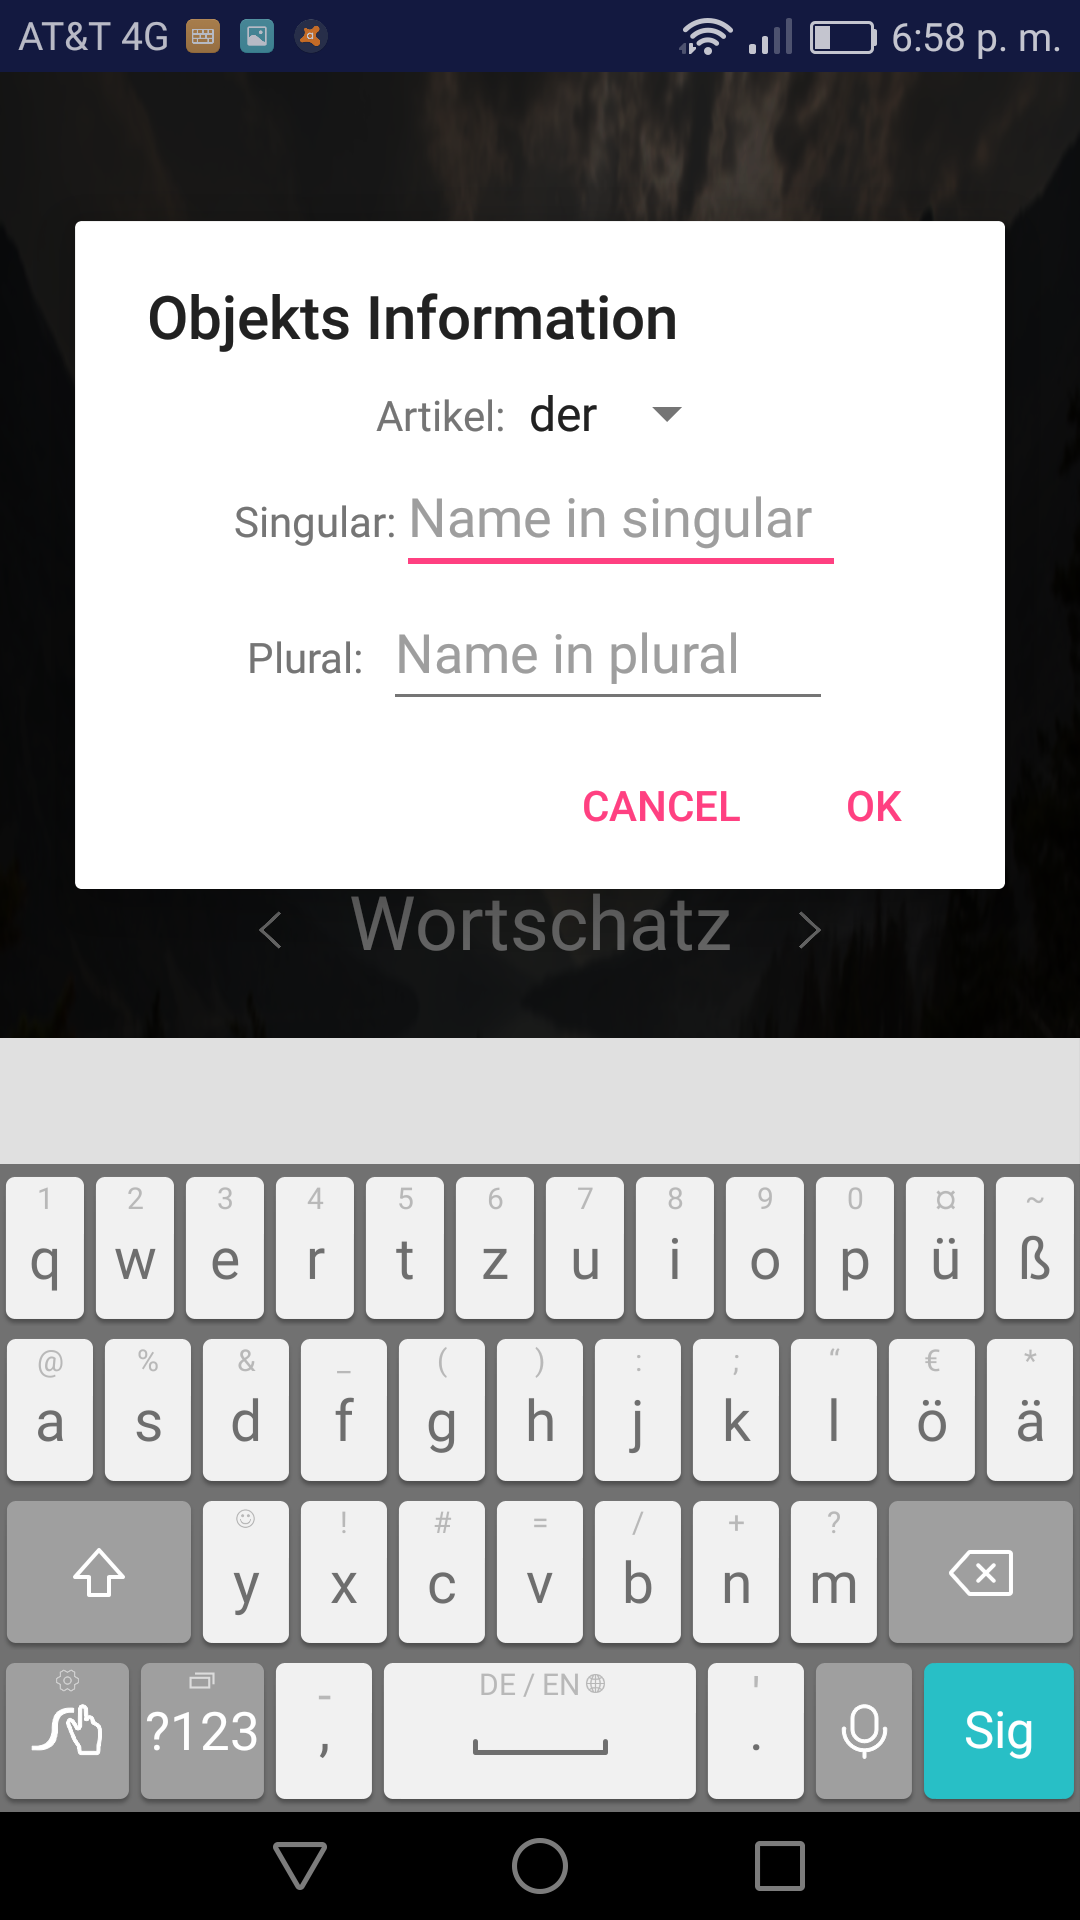 AT&T 4G 6:58 p. m.
Objekts Information
Artikel: der
Singular: Name in singular
Plural: Name in plural
CANCEL OK
< Wortschatz >
1 2 3 4 5 6 7 8 9 0 ¤ ~
q w e r t z u i o p ü ß
@ % & _ ( ) : ; “ € *
a s d f g h j k l ö ä
! # = / + ?
y x c v b n m
DE / EN
?123 - , ' . Sig